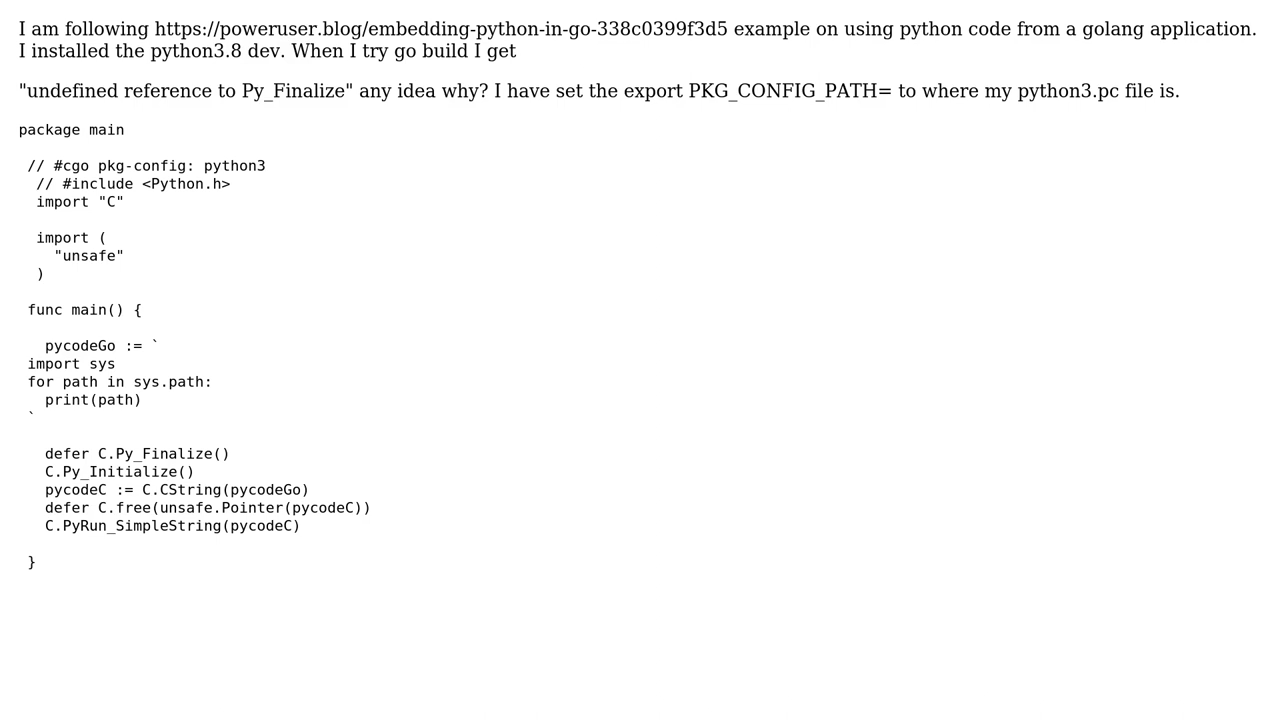 I am following https://poweruser.blog/embedding-python-in-go-338c0399f3d5 example on using python code from a golang application.
I installed the python3.8 dev. When I try go build I get
"undefined reference to Py_Finalize" any idea why? I have set the export PKG_CONFIG_PATH= to where my python3.pc file is.
package main
// #cgo pkg-config: python3
// #include <Python.h>
import "C"
import (
"unsafe"
)
func main() {
pycodeGo := `
import sys
for path in sys.path:
print(path)
`
defer C.Py_Finalize()
C.Py_Initialize()
pycodeC := C.CString(pycodeGo)
defer C.free(unsafe.Pointer(pycodeC))
C.PyRun_SimpleString(pycodeC)
}